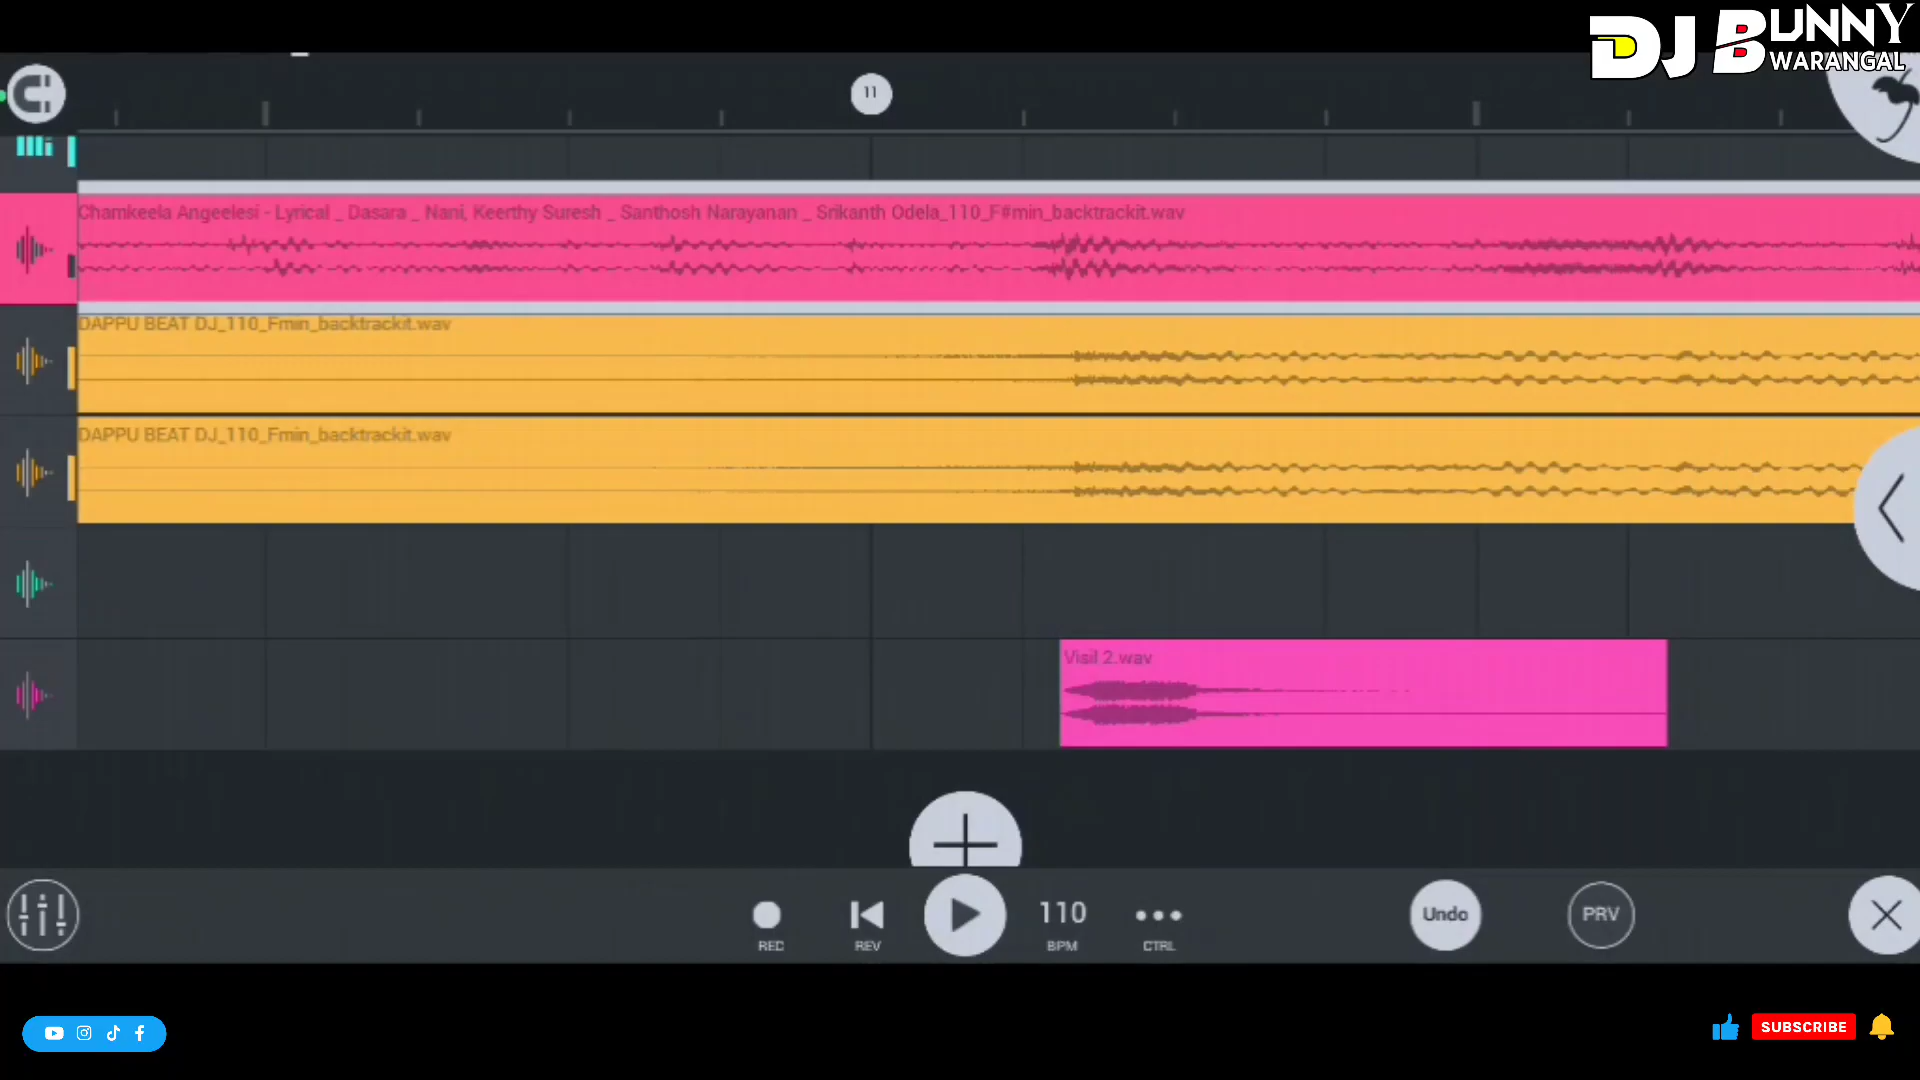 DJ BUNNY
WARANGAL
11
Chamkeela Angeelesi - Lyrical _ Dasara _ Nani, Keerthy Suresh _ Santhosh Narayanan _ Srikanth Odela_110_F#min_backtrackit.wav
DAPPU BEAT DJ_110_Fmin_backtrackit.wav
DAPPU BEAT DJ_110_Fmin_backtrackit.wav
Visil 2.wav
110
Undo
PRV
REC
REV
BPM
CTRL
SUBSCRIBE